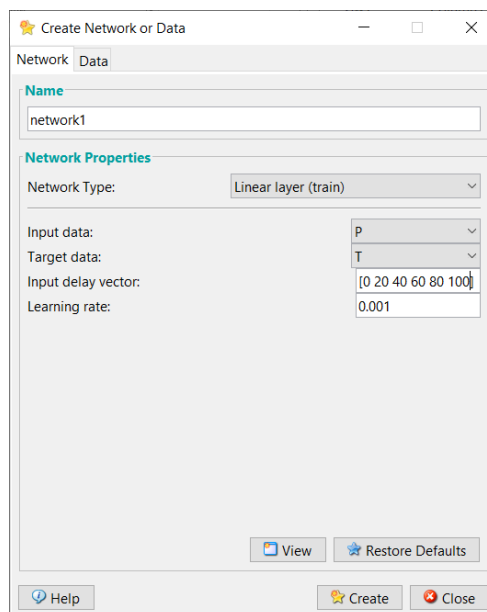 Create Network or Data
Network Data
Name
network1
Network Properties
Network Type: Linear layer (train)
Input data: P
Target data: T
Input delay vector: [0 20 40 60 80 100]
Learning rate: 0.001
View Restore Defaults
Help Create Close